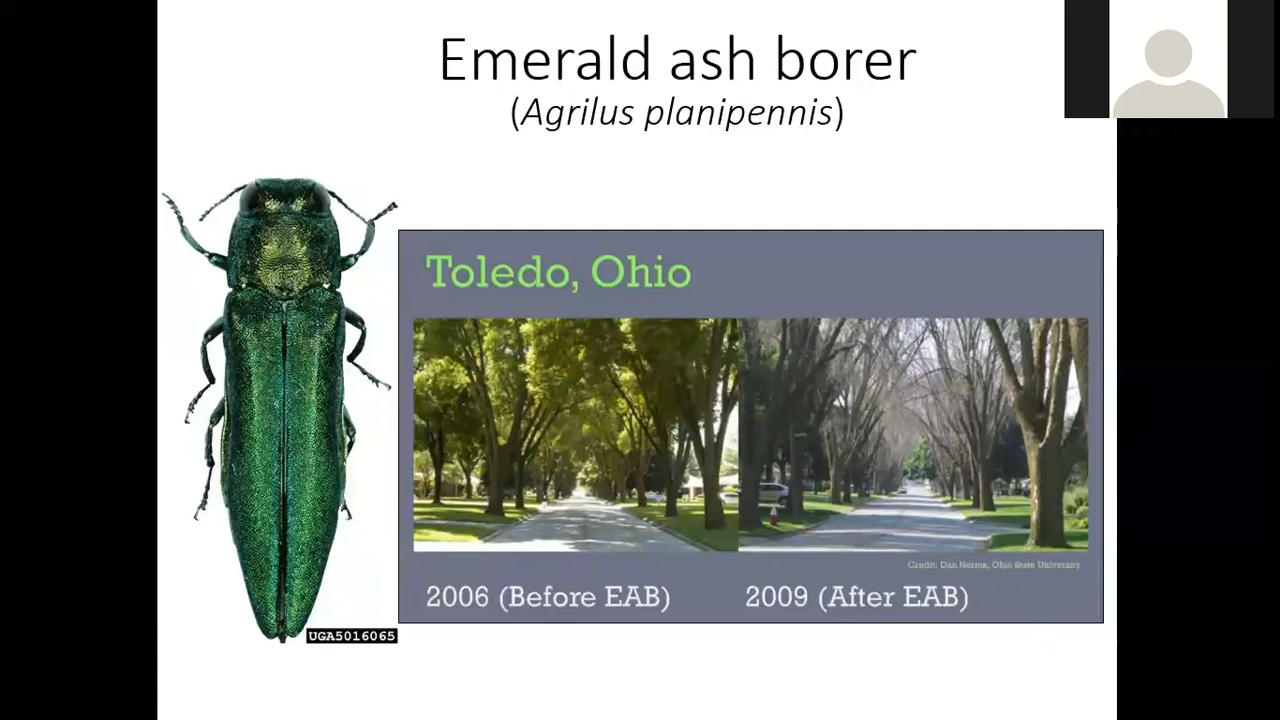 Emerald ash borer
(Agrilus planipennis)
Toledo, Ohio
Credit: Dan Herms, Ohio State University
2006 (Before EAB)
2009 (After EAB)
UGA5016065